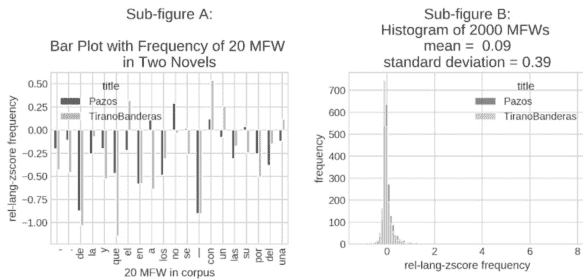 Sub-figure A:
Bar Plot with Frequency of 20 MFW
in Two Novels
title
Pazos
TiranoBanderas
rel-lang-zscore frequency
0.50
0.25
0.00
−0.25
−0.50
−0.75
−1.00
,
.
de
la
y
que
el
en
a
los
no
se
—
con
un
las
su
por
del
una
20 MFW in corpus
Sub-figure B:
Histogram of 2000 MFWs
mean = 0.09
standard deviation = 0.39
title
Pazos
TiranoBanderas
frequency
700
600
500
400
300
200
100
0
0
2
4
6
8
rel-lang-zscore frequency